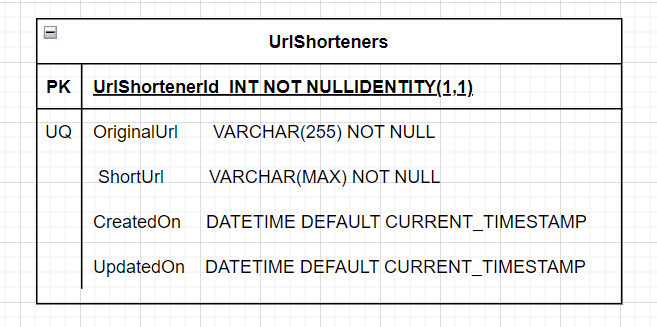 UrlShorteners
PK UrlShortenerId INT NOT NULLIDENTITY(1,1)
UQ OriginalUrl VARCHAR(255) NOT NULL
ShortUrl VARCHAR(MAX) NOT NULL
CreatedOn DATETIME DEFAULT CURRENT_TIMESTAMP
UpdatedOn DATETIME DEFAULT CURRENT_TIMESTAMP